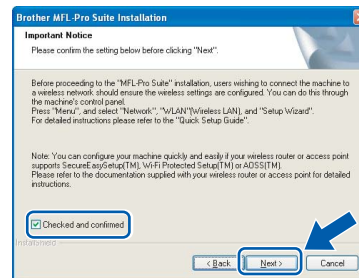 Brother MFL-Pro Suite Installation
Important Notice
Please confirm the setting below before clicking "Next".
Before proceeding to the "MFL-Pro Suite" installation, users wishing to connect the machine to
a wireless network should ensure the wireless settings are configured. You can do this through
the machine's control panel.
Press "Menu", and select "Network", "WLAN"(Wireless LAN), and "Setup Wizard".
For detailed instructions please refer to the "Quick Setup Guide".
Note: You can configure your machine quickly and easily if your wireless router or access point
supports SecureEasySetup(TM), Wi-Fi Protected Setup(TM) or AOSS(TM).
Please refer to the documentation supplied with your wireless router or access point for detailed
instructions.
Checked and confirmed
< Back Next > Cancel